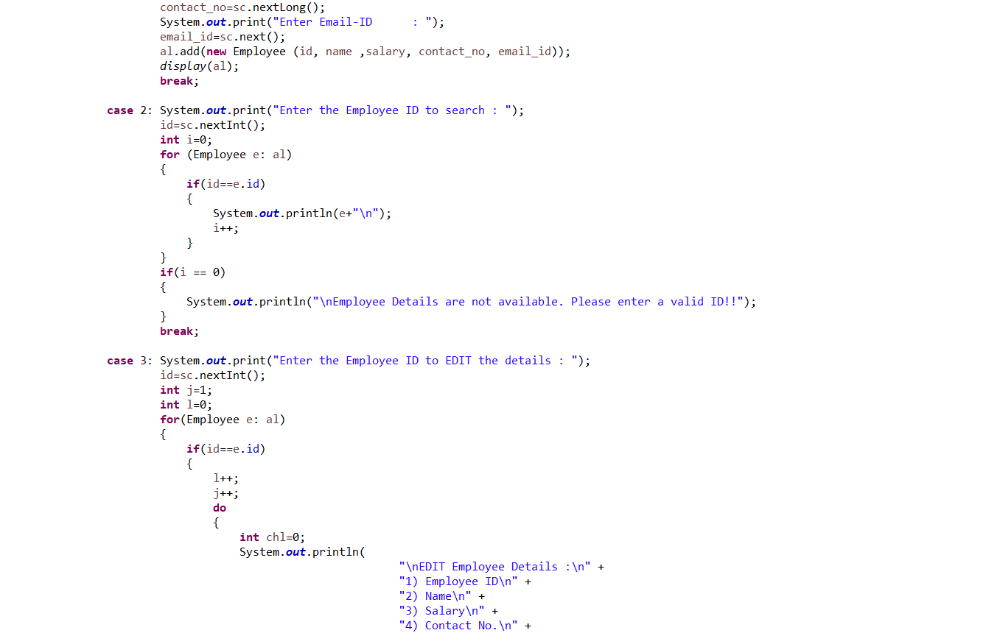 contact_no=sc.nextLong();
System.out.print("Enter Email-ID      : ");
email_id=sc.next();
al.add(new Employee (id, name ,salary, contact_no, email_id));
display(al);
break;
case 2: System.out.print("Enter the Employee ID to search : ");
id=sc.nextInt();
int i=0;
for (Employee e: al)
{
if(id==e.id)
{
System.out.println(e+"\n");
i++;
}
}
if(i == 0)
{
System.out.println("\nEmployee Details are not available. Please enter a valid ID!!");
}
break;
case 3: System.out.print("Enter the Employee ID to EDIT the details : ");
id=sc.nextInt();
int j=1;
int l=0;
for(Employee e: al)
{
if(id==e.id)
{
l++;
j++;
do
{
int chl=0;
System.out.println(
"\nEDIT Employee Details :\n" +
"1) Employee ID\n" +
"2) Name\n" +
"3) Salary\n" +
"4) Contact No.\n" +